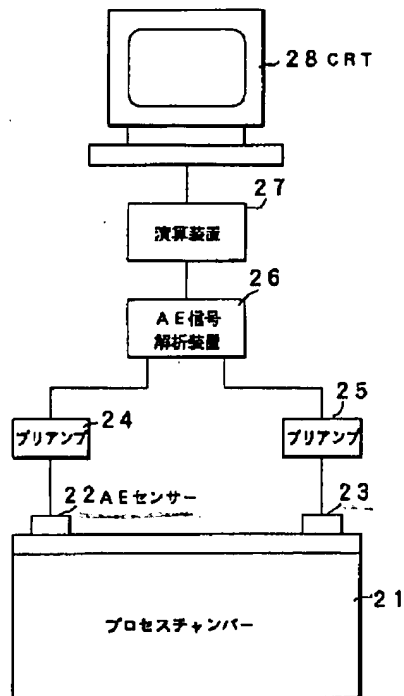 28 CRT
27
演算装置
26
AE信号
解析装置
24
プリアンプ
25
プリアンプ
22 AEセンサー
23
21
プロセスチャンバー